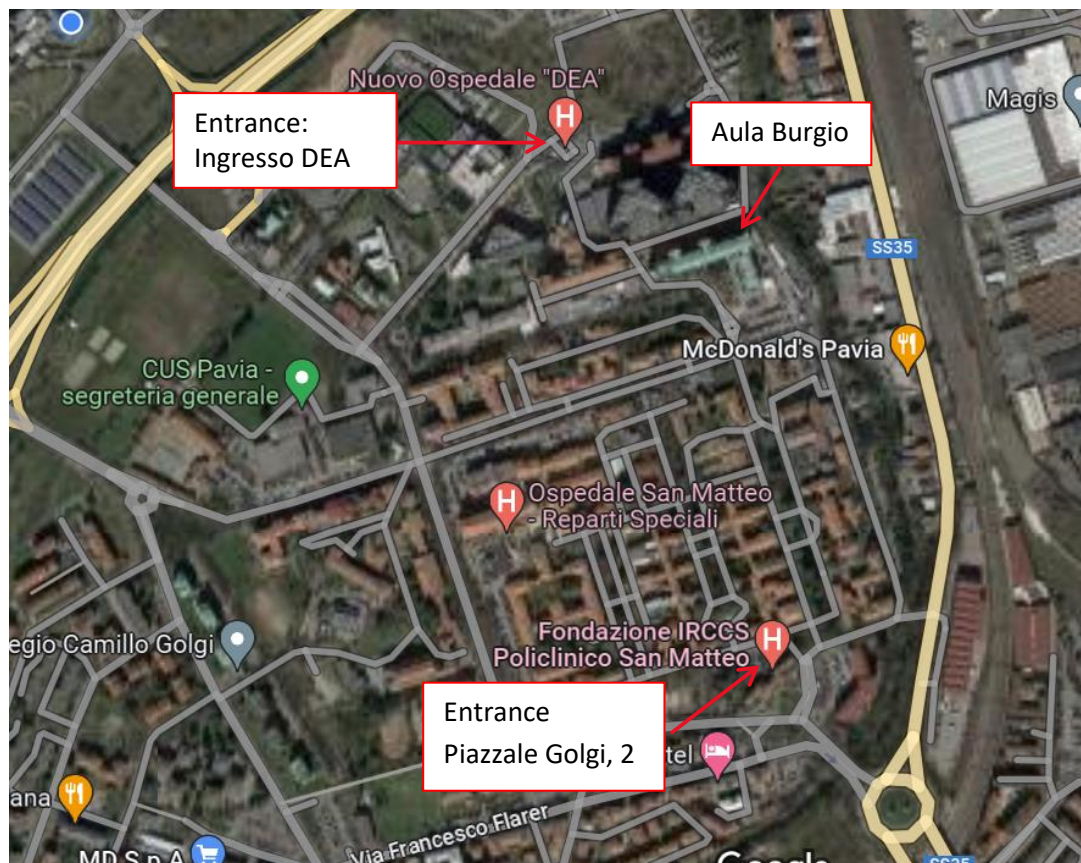 Nuovo Ospedale "DEA"
Magis
Entrance:
Ingresso DEA
Aula Burgio
SS35
McDonald's Pavia
CUS Pavia -
segreteria generale
Ospedale San Matteo
- Reparti Speciali
egio Camillo Golgi
Fondazione IRCCS
Policlinico San Matteo
Entrance
Piazzale Golgi, 2
tel
ana
Via Francesco Flarer
MD S.p.A
Google
SS35